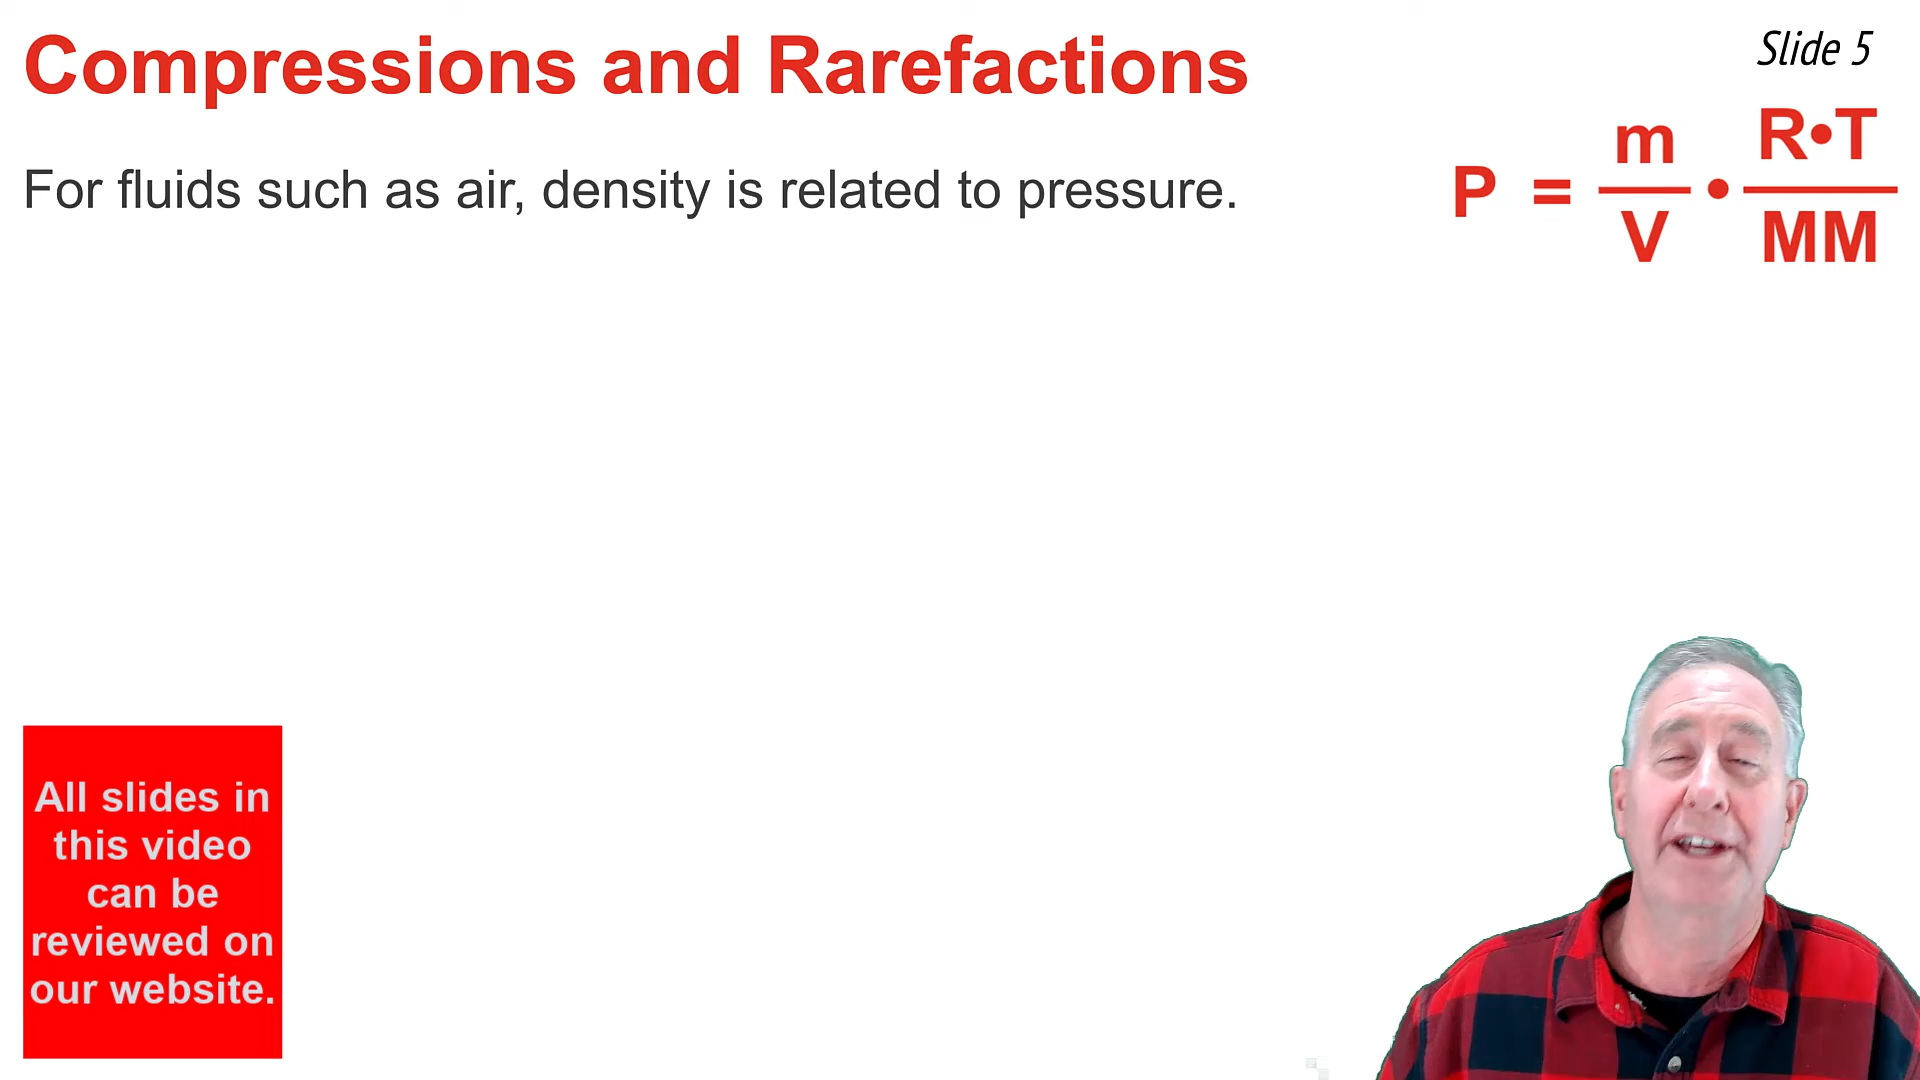 Compressions and Rarefactions
Slide 5
For fluids such as air, density is related to pressure.
P = m/V • R•T/MM
All slides in
this video
can be
reviewed on
our website.